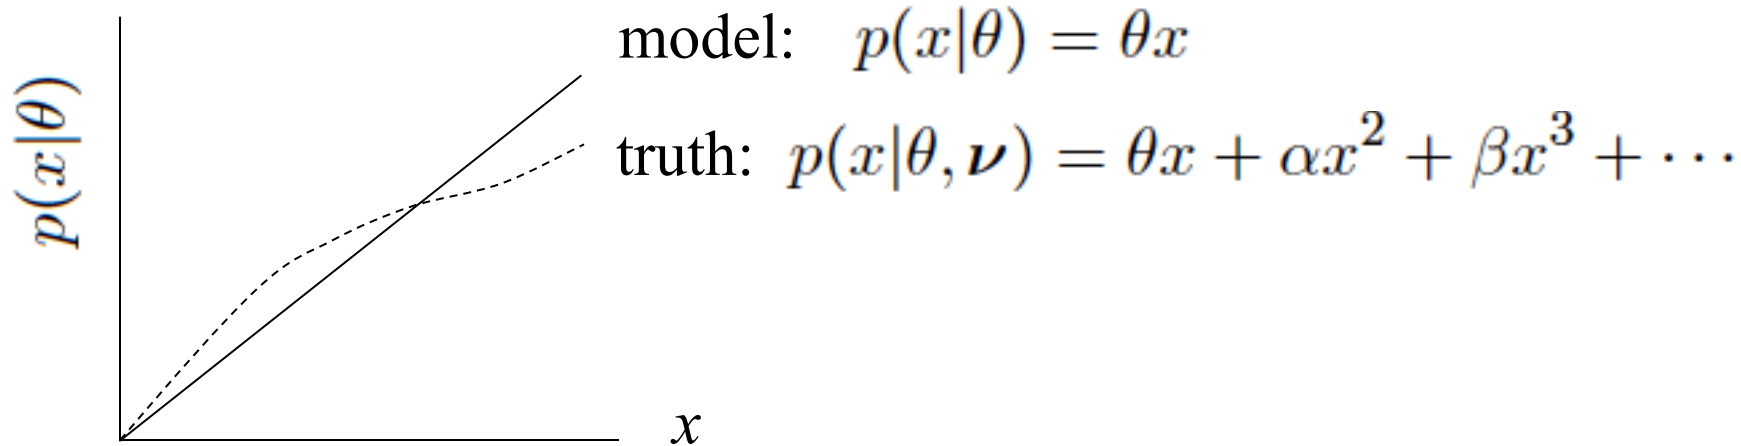 p(x|θ)
model: p(x|θ) = θx
truth: p(x|θ, ν) = θx + αx² + βx³ + ···
x